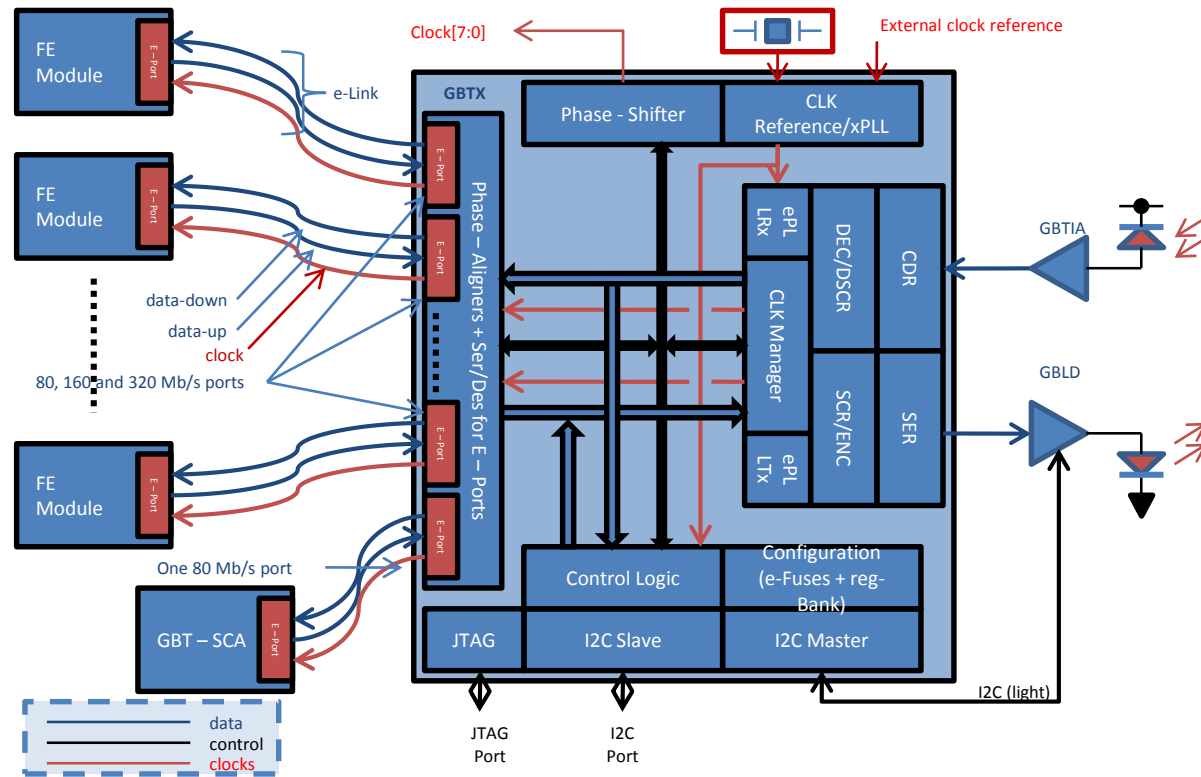 Clock[7:0]
External clock reference
FE
Module
E – Port
e-Link
GBTX
Phase - Shifter
CLK
Reference/xPLL
E – Port
FE
Module
E – Port
E – Port
Phase – Aligners + Ser/Des for E – Ports
ePL
LRx
DEC/DSCR
CDR
GBTIA
data-down
data-up
clock
80, 160 and 320 Mb/s ports
CLK Manager
GBLD
FE
Module
E – Port
E – Port
ePL
LTx
SCR/ENC
SER
E – Port
One 80 Mb/s port
Control Logic
Configuration
(e-Fuses + reg-
Bank)
GBT – SCA
E – Port
JTAG
I2C Slave
I2C Master
I2C (light)
data
control
clocks
JTAG
Port
I2C
Port